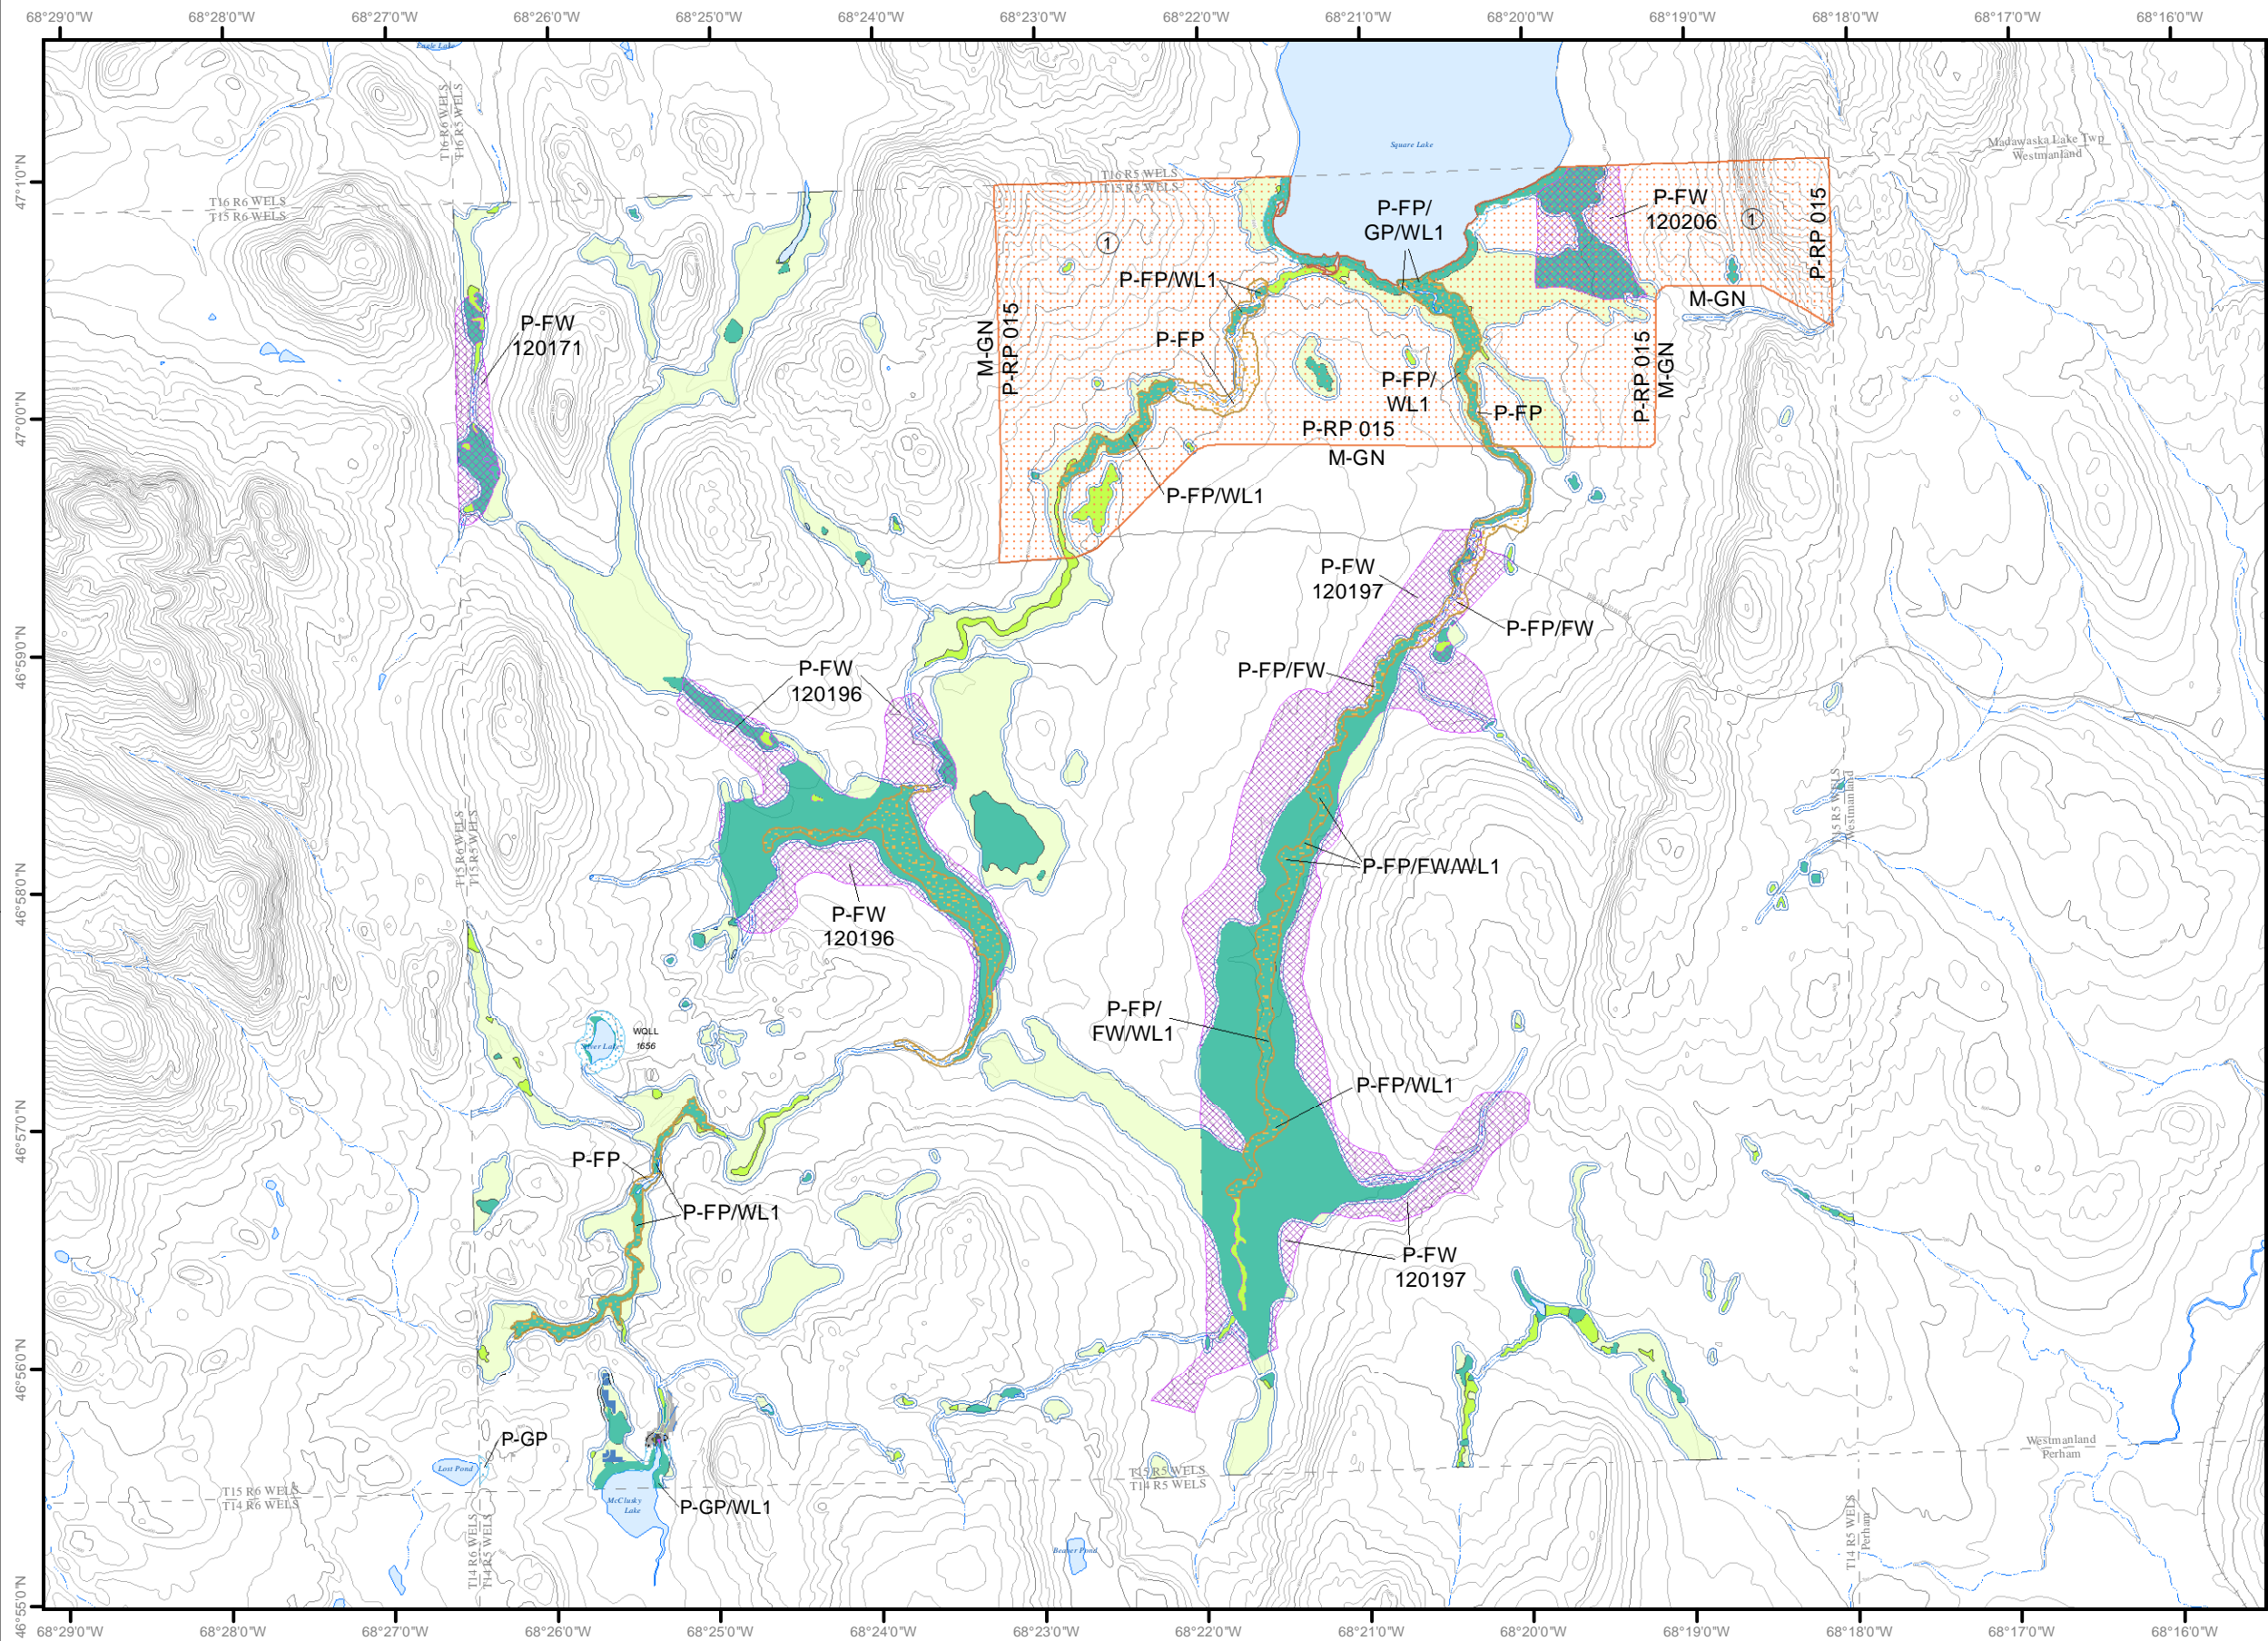 68°29'0"W 68°28'0"W 68°27'0"W 68°26'0"W 68°25'0"W 68°24'0"W 68°23'0"W 68°22'0"W 68°21'0"W 68°20'0"W 68°19'0"W 68°18'0"W 68°17'0"W 68°16'0"W
Eagle Lake
T16 R6 WELS
T16 R5 WELS
Square Lake
Madawaska Lake Twp
Westmanland
47°1'0"N
T16 R5 WELS
T15 R5 WELS
T16 R6 WELS
T15 R6 WELS
P-FW
120206
1
P-RP 015
P-FP/
GP/WL1
1
P-FP/WL1
M-GN
P-FW
120171
P-FP
M-GN
P-RP 015
P-RP 015
M-GN
P-FP/
WL1
P-FP
47°0'0"N
P-RP 015
M-GN
P-FP/WL1
P-FW
120197
P-FP/FW
46°59'0"N
P-FP/FW
P-FW
120196
T15 R5 WELS
Westmanland
T15 R6 WELS
T15 R5 WELS
P-FP/FW/WL1
46°58'0"N
P-FW
120196
P-FP/
FW/WL1
WQLL
1656
Silver Lake
P-FP/WL1
46°57'0"N
P-FP
P-FP/WL1
P-FW
120197
46°56'0"N
P-GP
Lost Pond
Westmanland
Perham
T15 R5 WELS
T14 R5 WELS
T15 R6 WELS
T14 R6 WELS
McClusky
Lake
P-GP/WL1
T14 R6 WELS
T14 R5 WELS
Beaver Pond
T14 R5 WELS
Perham
46°55'0"N
68°29'0"W 68°28'0"W 68°27'0"W 68°26'0"W 68°25'0"W 68°24'0"W 68°23'0"W 68°22'0"W 68°21'0"W 68°20'0"W 68°19'0"W 68°18'0"W 68°17'0"W 68°16'0"W